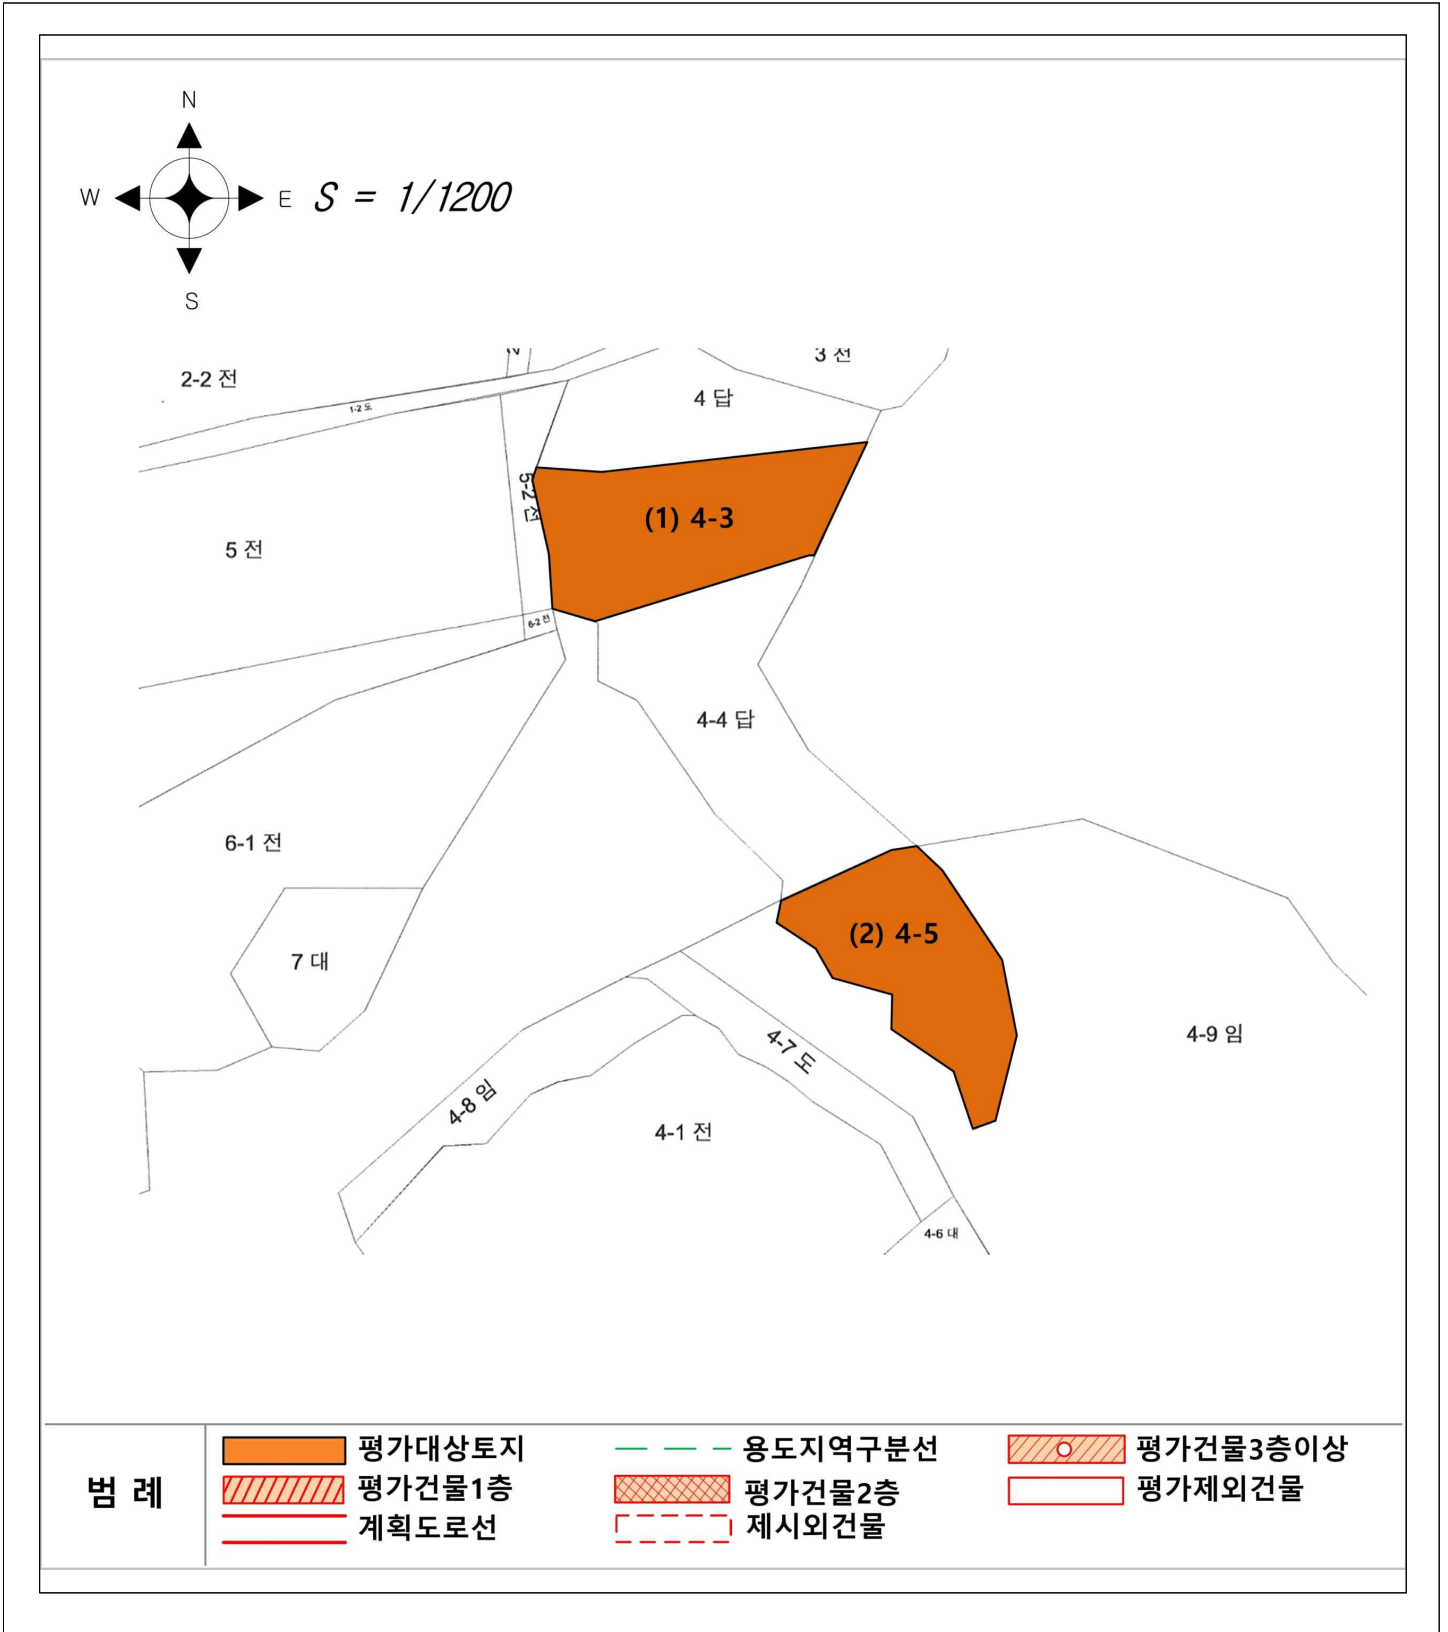 N
W E S = 1/1200
S
2-2 전
1-2 도
3 전
4 답
5-2 전
(1) 4-3
5 전
6-2 전
4-4 답
6-1 전
(2) 4-5
7 대
4-7 도
4-9 임
4-8 임
4-1 전
4-6 대
범 례
평가대상토지
용도지역구분선
평가건물3층이상
평가건물1층
평가건물2층
평가제외건물
계획도로선
제시외건물